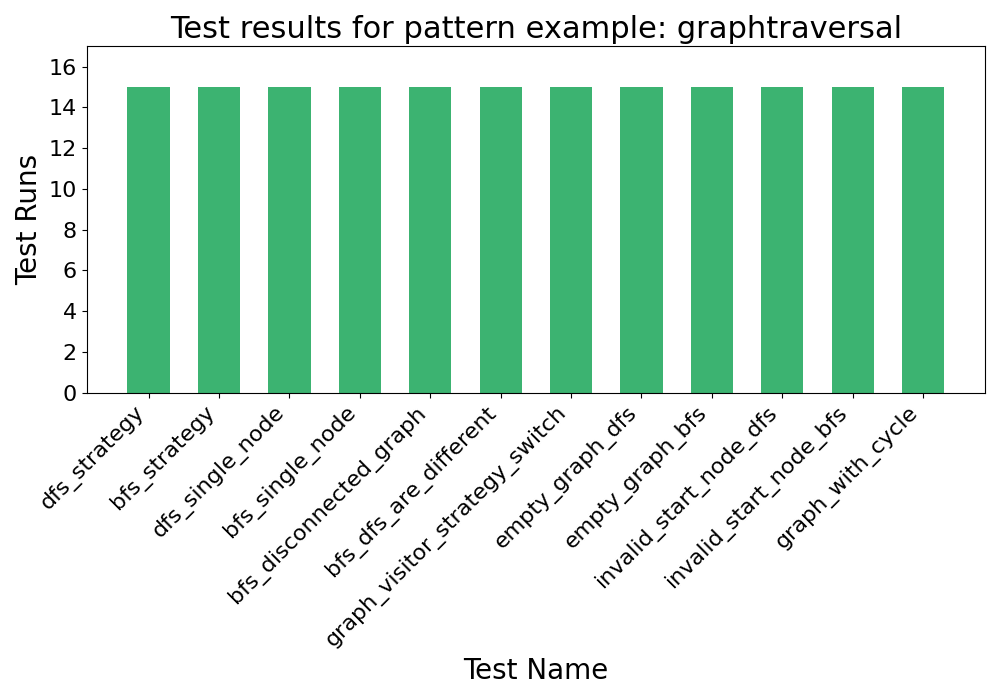 Test results for pattern example: graphtraversal
Test Runs
16
14
12
10
8
6
4
2
0
dfs_strategy
bfs_strategy
dfs_single_node
bfs_single_node
bfs_disconnected_graph
bfs_dfs_are_different
graph_visitor_strategy_switch
empty_graph_dfs
empty_graph_bfs
invalid_start_node_dfs
invalid_start_node_bfs
graph_with_cycle
Test Name